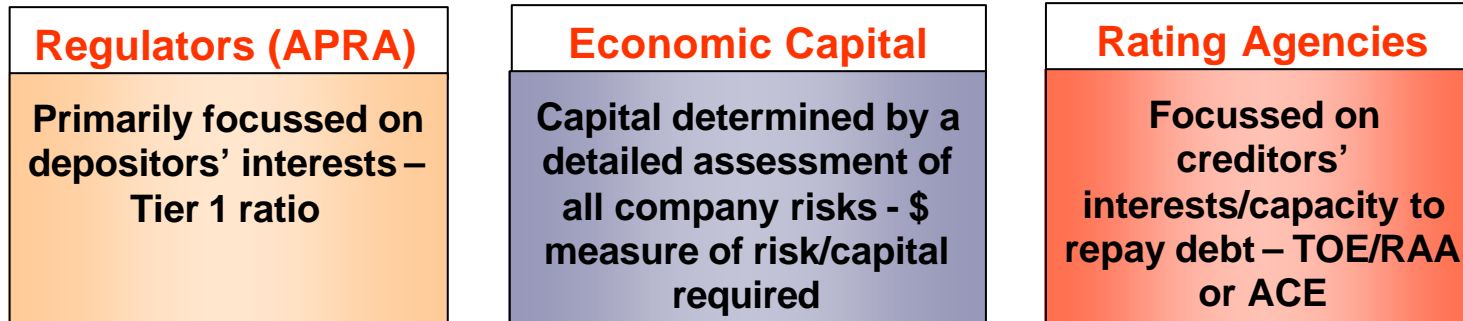 Regulators (APRA)
Primarily focussed on
depositors’ interests –
Tier 1 ratio
Economic Capital
Capital determined by a
detailed assessment of
all company risks - $
measure of risk/capital
required
Rating Agencies
Focussed on
creditors’
interests/capacity to
repay debt – TOE/RAA
or ACE